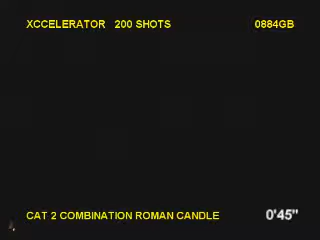 XCCELERATOR 200 SHOTS 0884GB
CAT 2 COMBINATION ROMAN CANDLE 0'45"